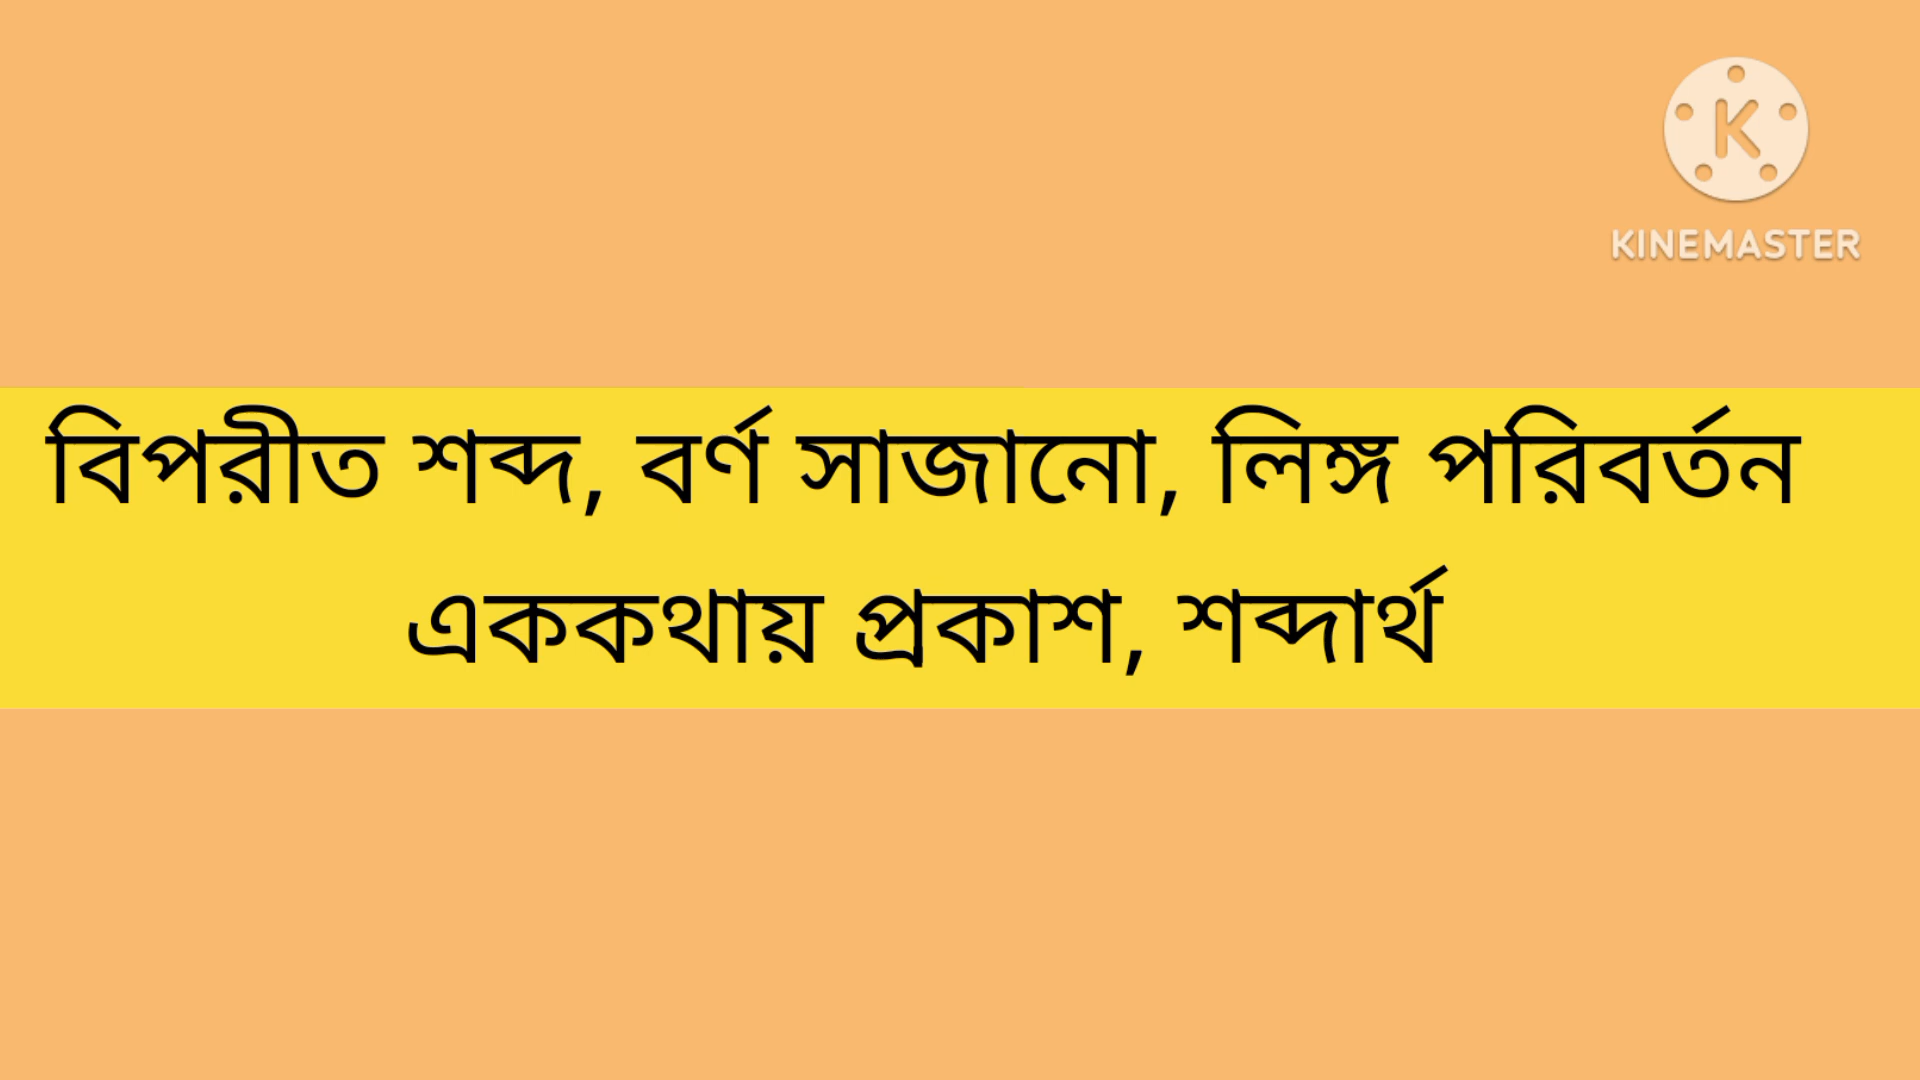 KINEMASTER
বিপরীত শব্দ, বর্ণ সাজানো, লিঙ্গ পরিবর্তন
এককথায় প্রকাশ, শব্দার্থ